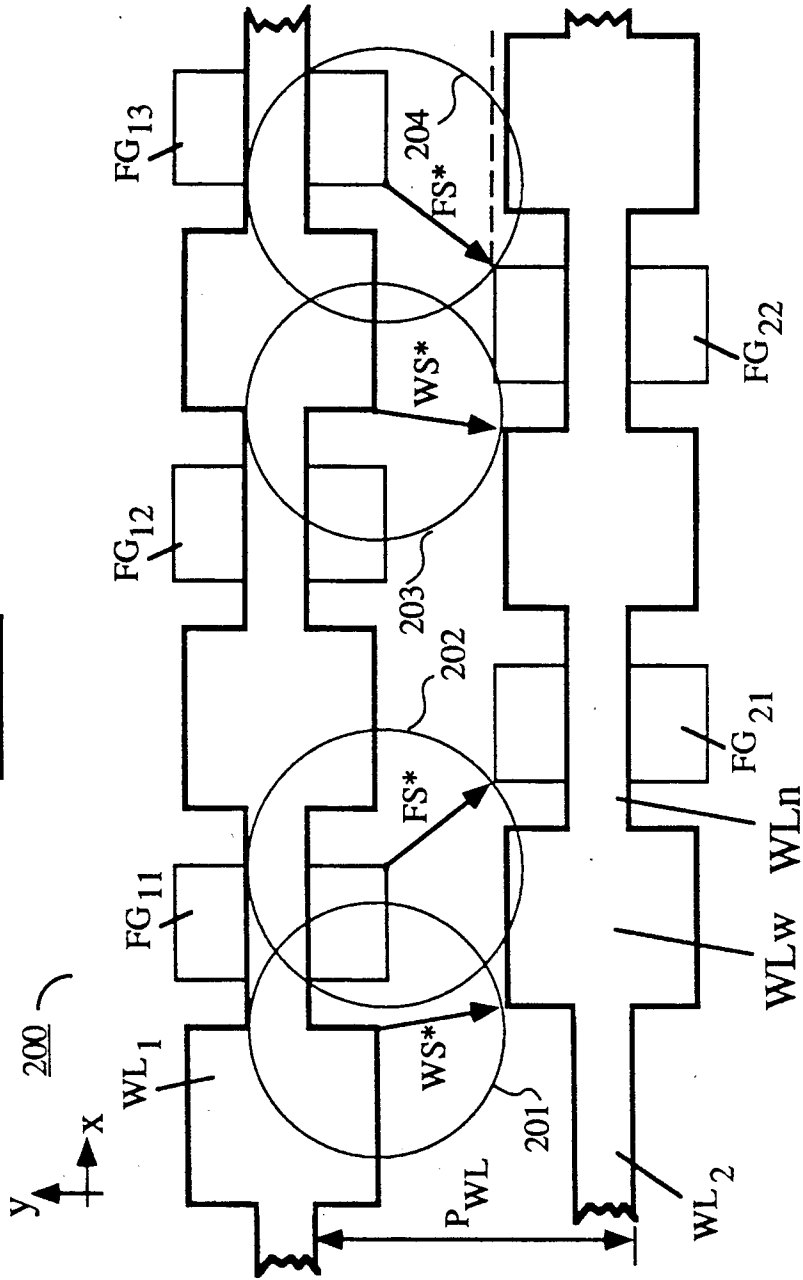 200
y
x
WL1
FG11
FG12
FG13
WS*
FS*
WS*
FS*
201
202
203
204
PWL
WL2
WLw
WLn
FG21
FG22